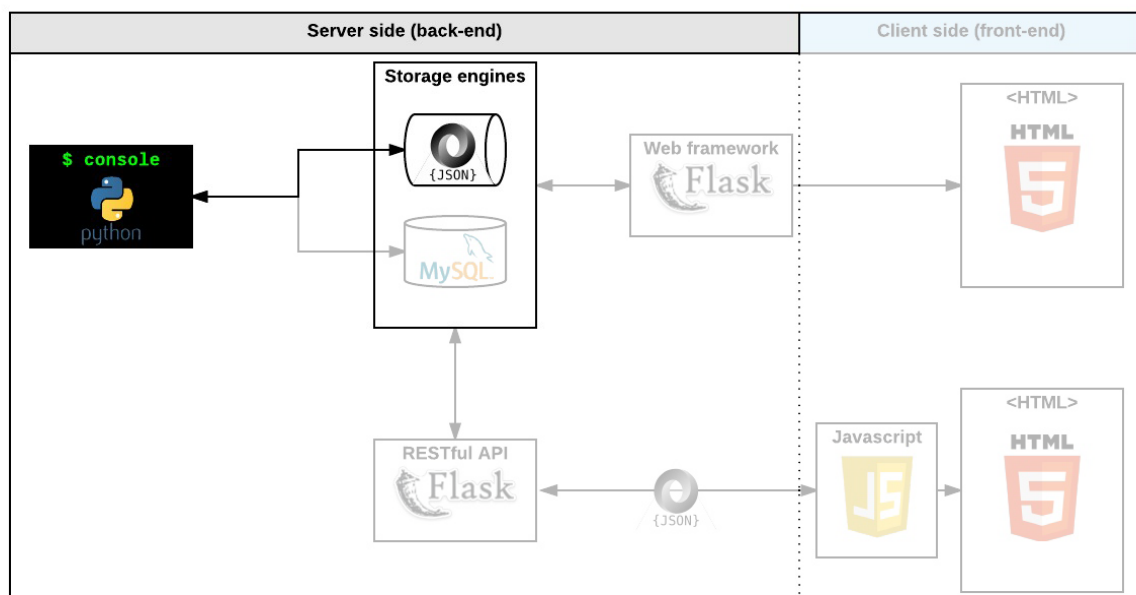 Server side (back-end)
Client side (front-end)
Storage engines
$ console
python
{JSON}
MySQL
Web framework
Flask
<HTML>
HTML
5
RESTful API
Flask
{JSON}
Javascript
JS
<HTML>
HTML
5